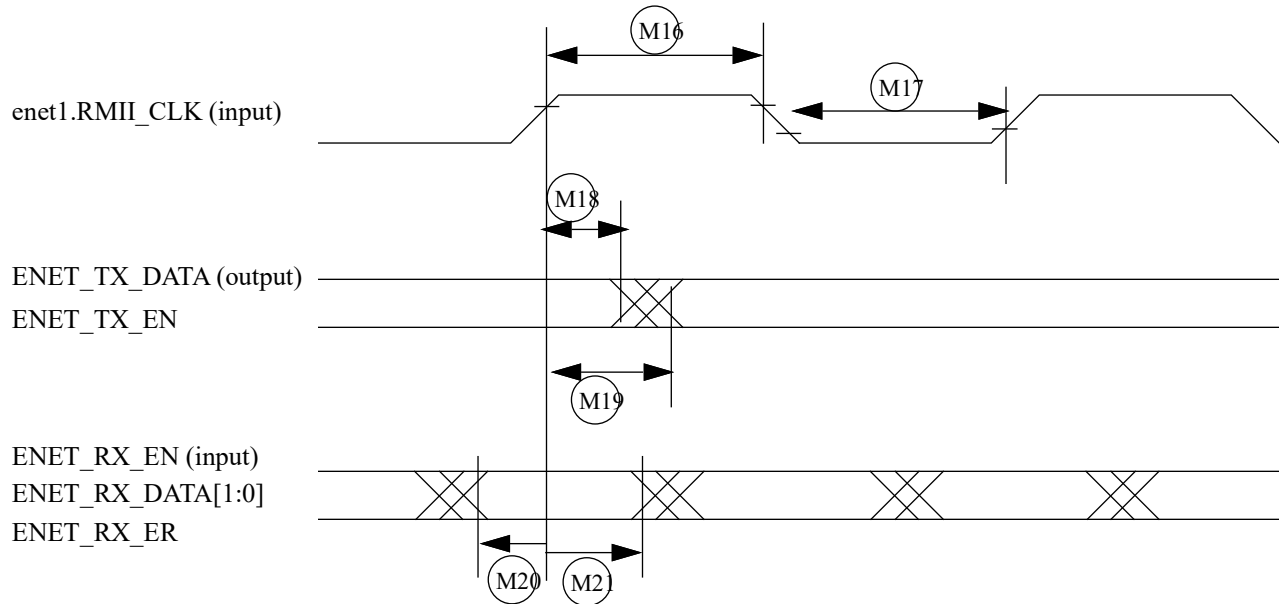 M16
M17
enet1.RMII_CLK (input)
M18
ENET_TX_DATA (output)
ENET_TX_EN
M19
ENET_RX_EN (input)
ENET_RX_DATA[1:0]
ENET_RX_ER
M20
M21